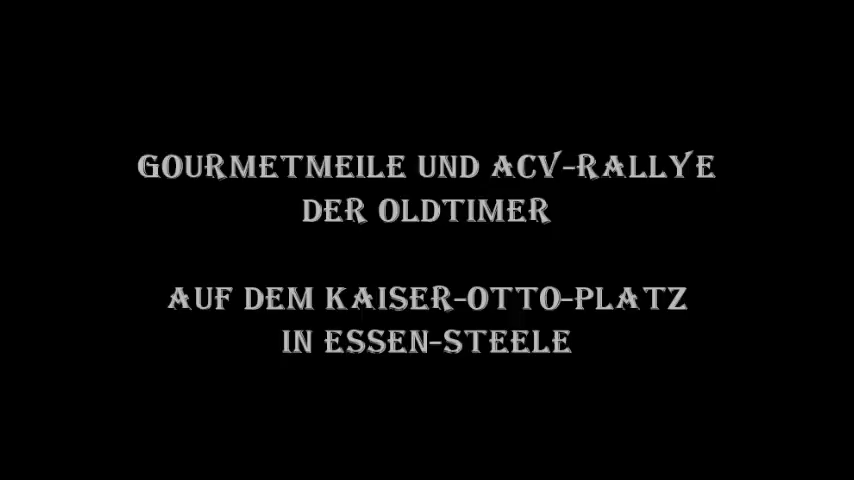 GOURMETMEILE UND ACV-RALLYE
DER OLDTIMER
AUF DEM KAISER-OTTO-PLATZ
IN ESSEN-STEELE